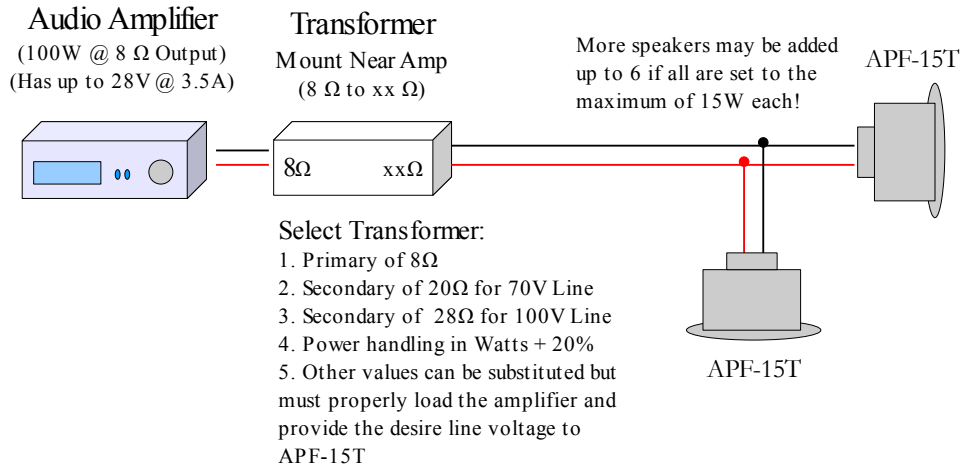 Audio Amplifier
(100W @ 8 Ω Output)
(Has up to 28V @ 3.5A)
Transformer
Mount Near Amp
(8 Ω to xx Ω)
More speakers may be added
up to 6 if all are set to the
maximum of 15W each!
APF-15T
8Ω
xxΩ
Select Transformer:
1. Primary of 8Ω
2. Secondary of 20Ω for 70V Line
3. Secondary of 28Ω for 100V Line
4. Power handling in Watts + 20%
5. Other values can be substituted but
must properly load the amplifier and
provide the desire line voltage to
APF-15T
APF-15T